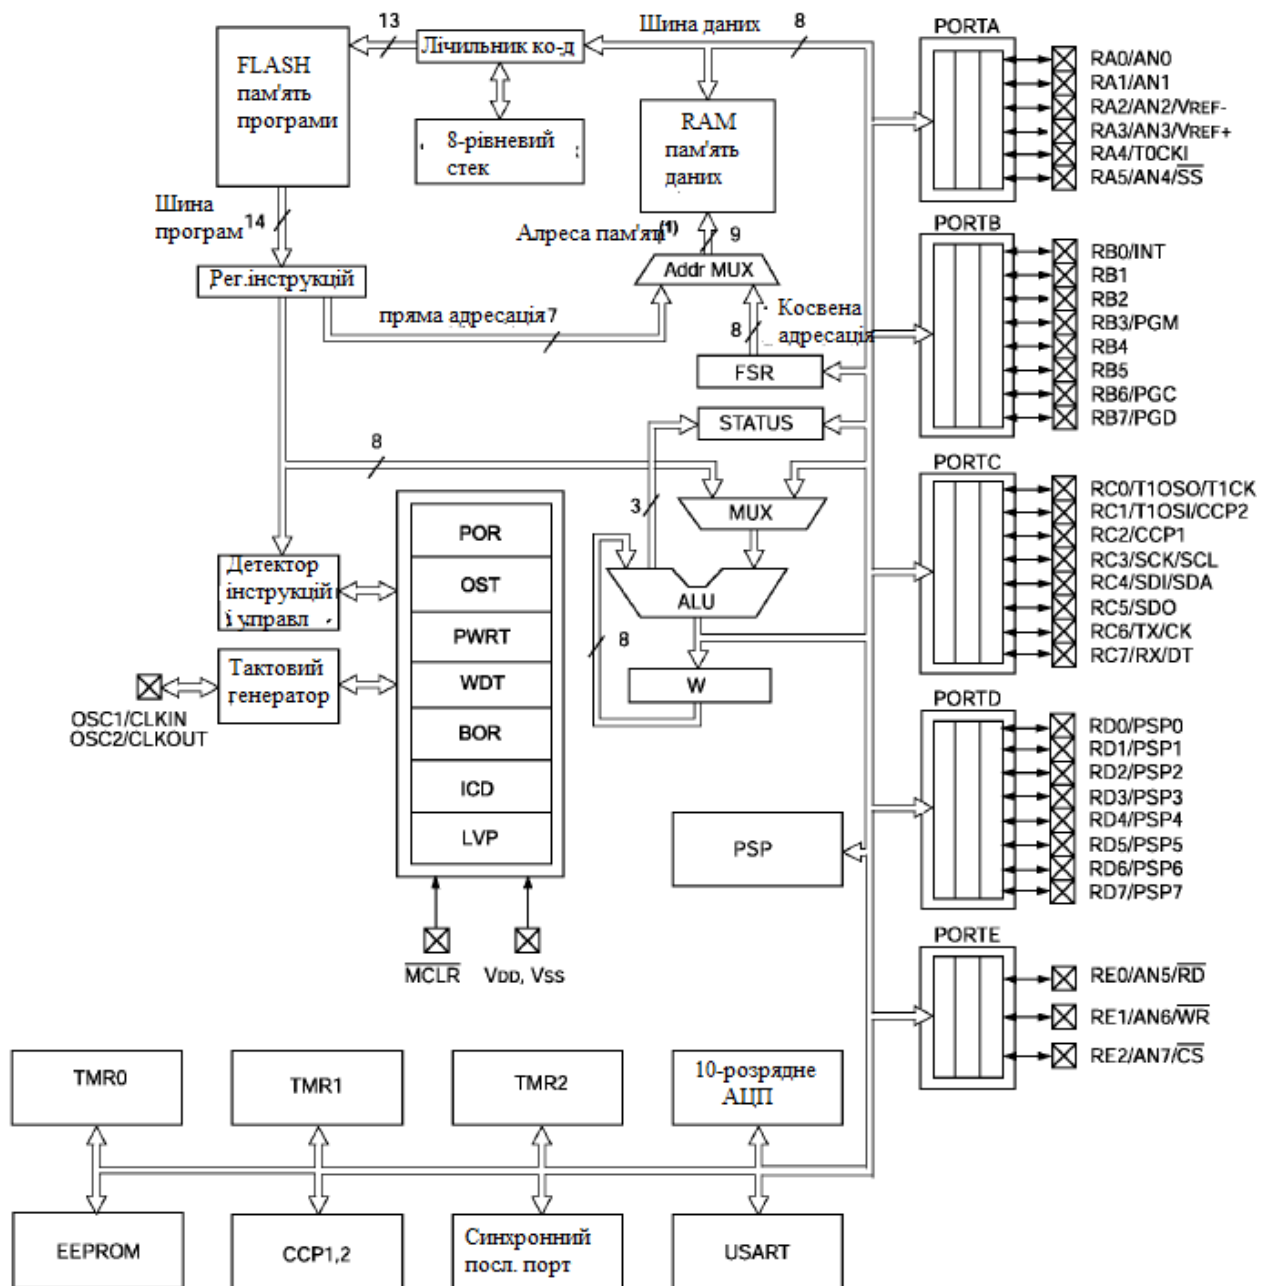 13
Шина даних
8
PORTA
Лічильник ко-д
FLASH
пам'ять
програми
RA0/AN0
RA1/AN1
RA2/AN2/VREF-
RA3/AN3/VREF+
RA4/T0CKI
RA5/AN4/SS
8-рівневий
стек
RAM
пам'ять
даних
Шина
програм
14
Алреса пам'яті(1)
9
PORTB
Addr MUX
Рег.інструкцій
RB0/INT
RB1
RB2
RB3/PGM
RB4
RB5
RB6/PGC
RB7/PGD
пряма адресація
7
8
Косвена
адресація
FSR
STATUS
8
3
MUX
PORTC
RC0/T1OSO/T1CK
RC1/T1OSI/CCP2
RC2/CCP1
RC3/SCK/SCL
RC4/SDI/SDA
RC5/SDO
RC6/TX/CK
RC7/RX/DT
POR
OST
PWRT
WDT
BOR
ICD
LVP
ALU
8
W
Детектор
інструкцій
і управл
Тактовий
генератор
OSC1/CLKIN
OSC2/CLKOUT
PORTD
RD0/PSP0
RD1/PSP1
RD2/PSP2
RD3/PSP3
RD4/PSP4
RD5/PSP5
RD6/PSP6
RD7/PSP7
PSP
MCLR
VDD, VSS
PORTE
RE0/AN5/RD
RE1/AN6/WR
RE2/AN7/CS
TMR0
TMR1
TMR2
10-розрядне
АЦП
EEPROM
CCP1,2
Синхронний
посл. порт
USART